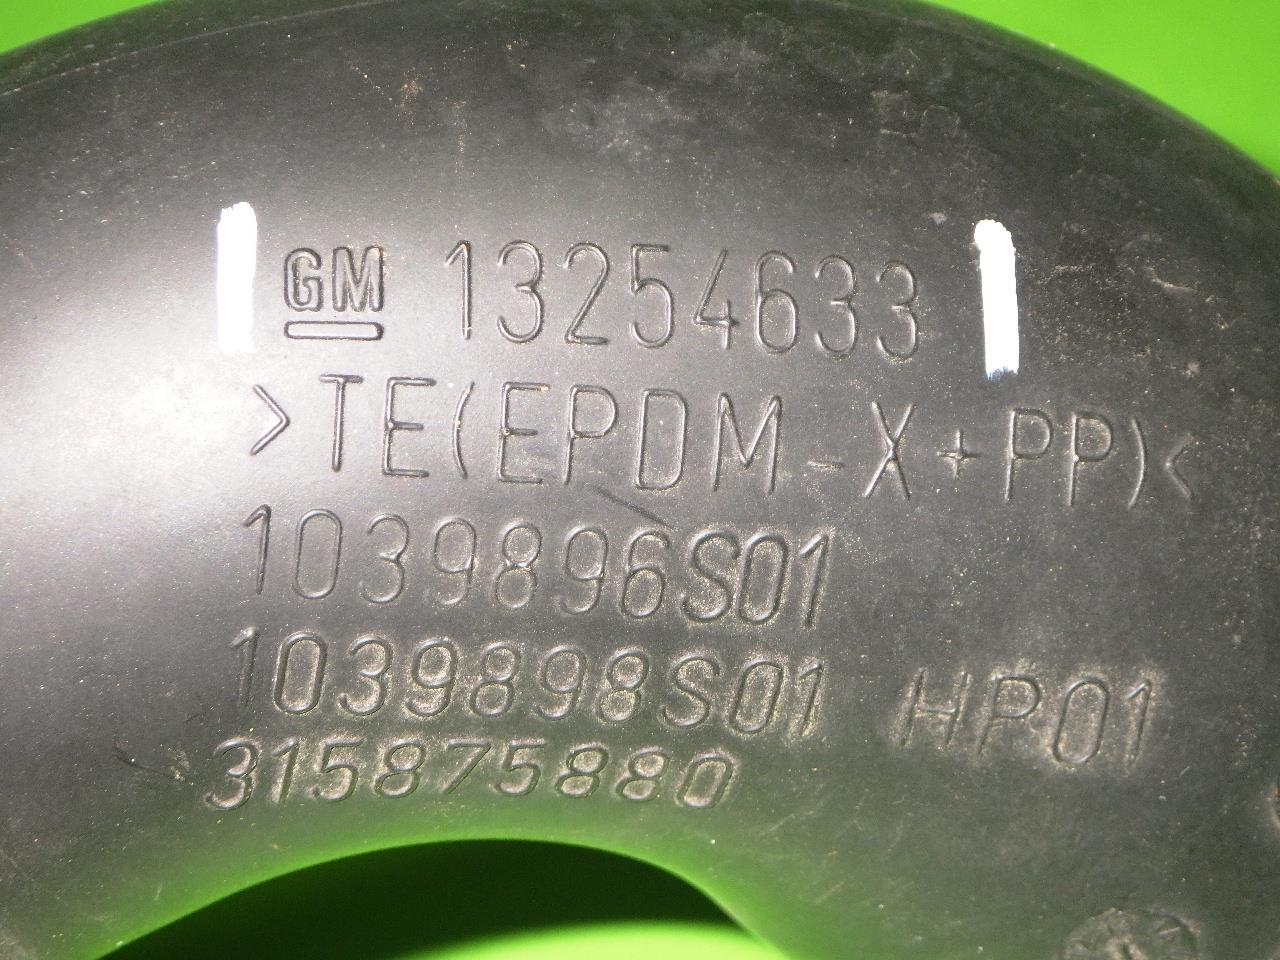 GM 13254633
>TE(EPDM-X+PP)<
1039896S01
1039898S01 HP01
315875880